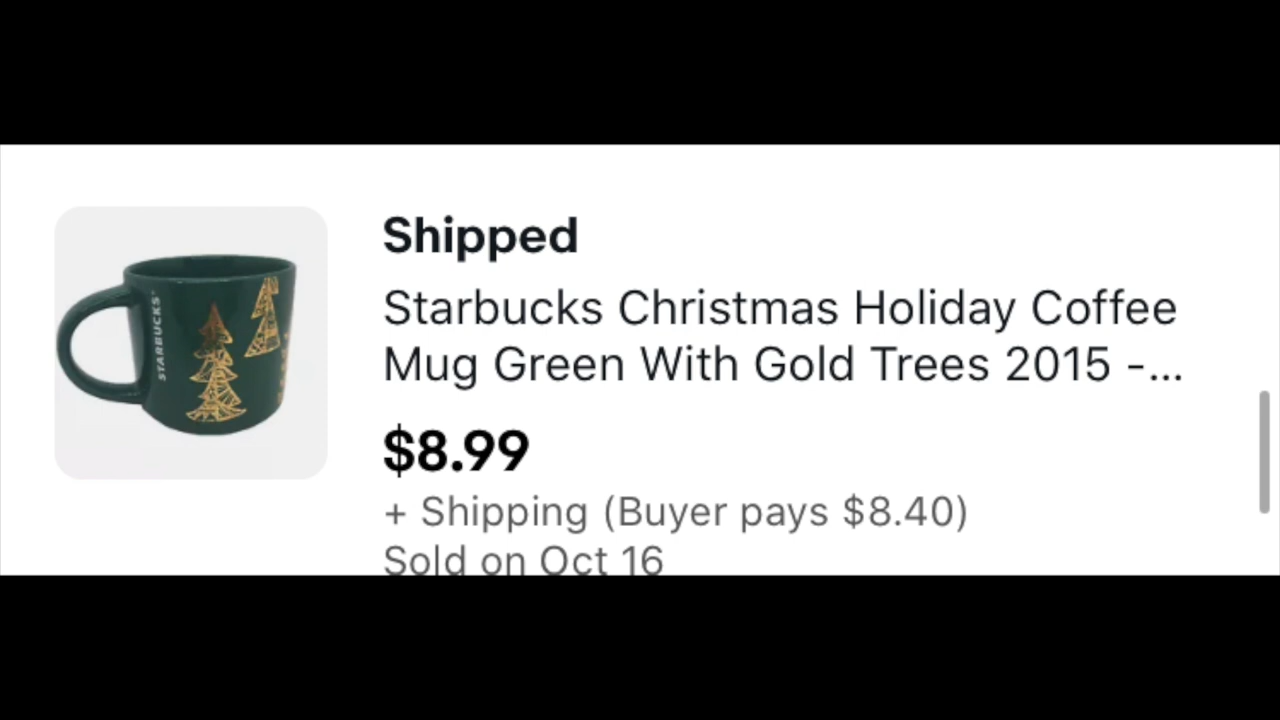 STARBUCKS
Shipped
Starbucks Christmas Holiday Coffee
Mug Green With Gold Trees 2015 -...
$8.99
+ Shipping (Buyer pays $8.40)
Sold on Oct 16